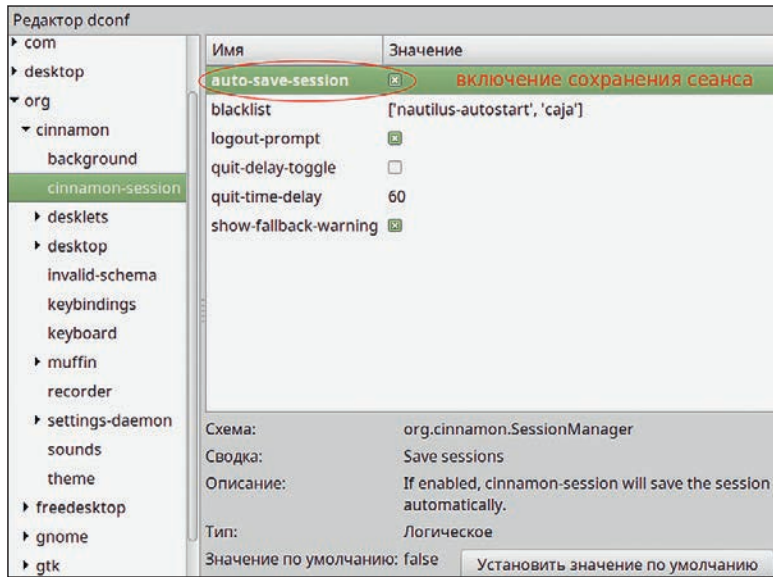 Редактор dconf
com
desktop
org
cinnamon
background
cinnamon-session
desklets
desktop
invalid-schema
keybindings
keyboard
muffin
recorder
settings-daemon
sounds
theme
freedesktop
gnome
gtk
Имя Значение
auto-save-session включение сохранения сеанса
blacklist ['nautilus-autostart', 'caja']
logout-prompt
quit-delay-toggle
quit-time-delay 60
show-fallback-warning
Схема: org.cinnamon.SessionManager
Сводка: Save sessions
Описание: If enabled, cinnamon-session will save the session
automatically.
Тип: Логическое
Значение по умолчанию: false Установить значение по умолчанию